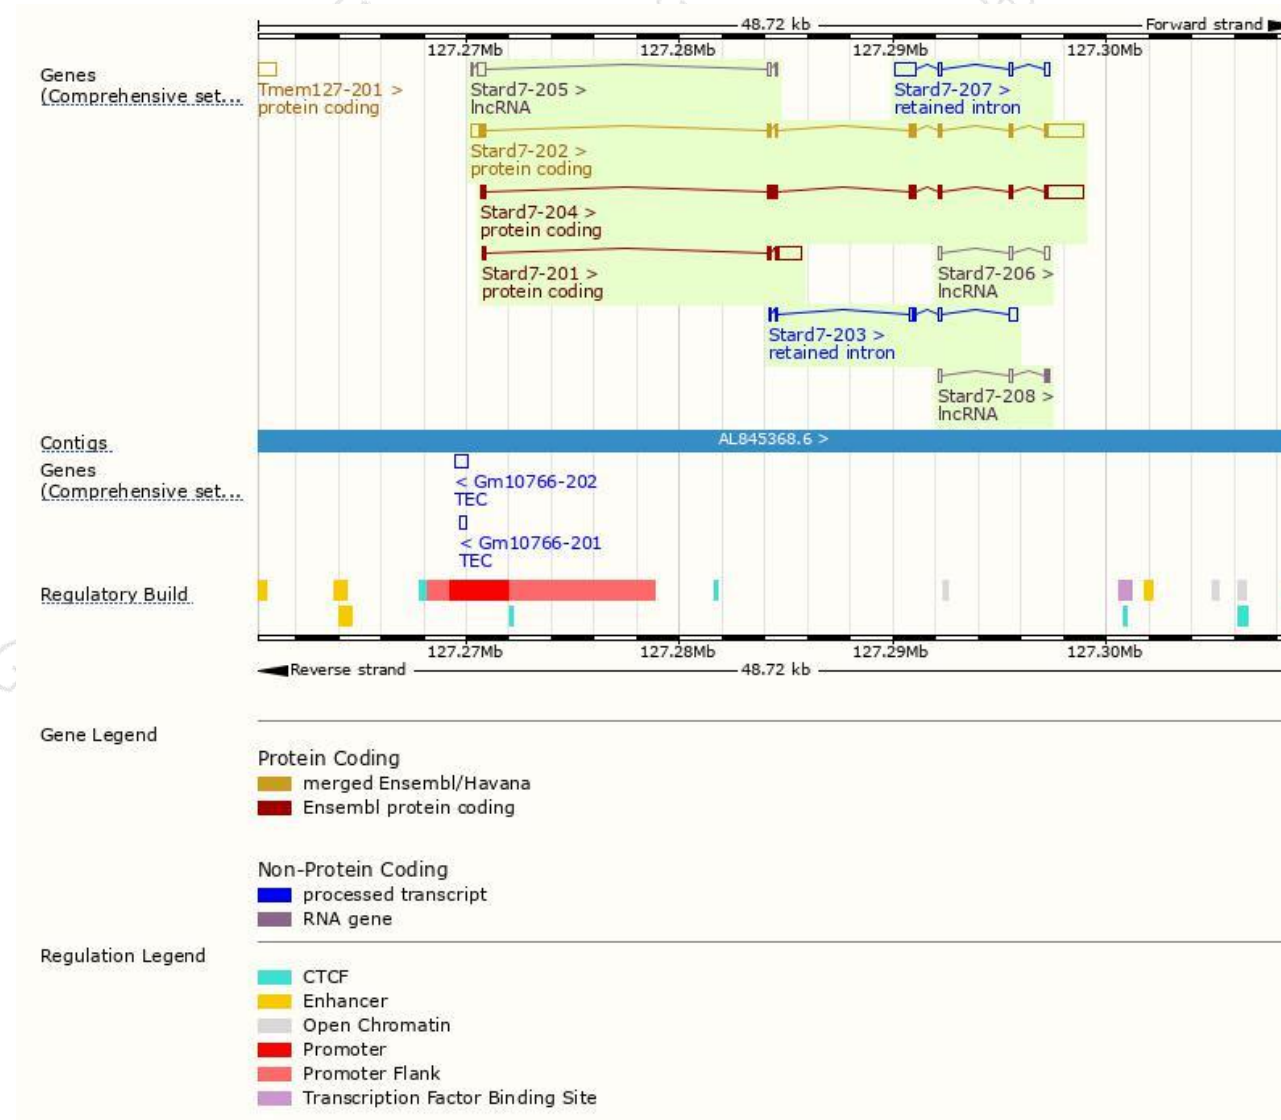 48.72 kb Forward strand
127.27Mb 127.28Mb 127.29Mb 127.30Mb
Genes
(Comprehensive set...
Tmem127-201 >
protein coding
Stard7-205 >
lncRNA
Stard7-207 >
retained intron
Stard7-202 >
protein coding
Stard7-204 >
protein coding
Stard7-201 >
protein coding
Stard7-206 >
lncRNA
Stard7-203 >
retained intron
Stard7-208 >
lncRNA
Contigs
AL845368.6 >
Genes
(Comprehensive set...
< Gm10766-202
TEC
< Gm10766-201
TEC
Regulatory Build
127.27Mb 127.28Mb 127.29Mb 127.30Mb
Reverse strand 48.72 kb
Gene Legend
Protein Coding
merged Ensembl/Havana
Ensembl protein coding
Non-Protein Coding
processed transcript
RNA gene
Regulation Legend
CTCF
Enhancer
Open Chromatin
Promoter
Promoter Flank
Transcription Factor Binding Site